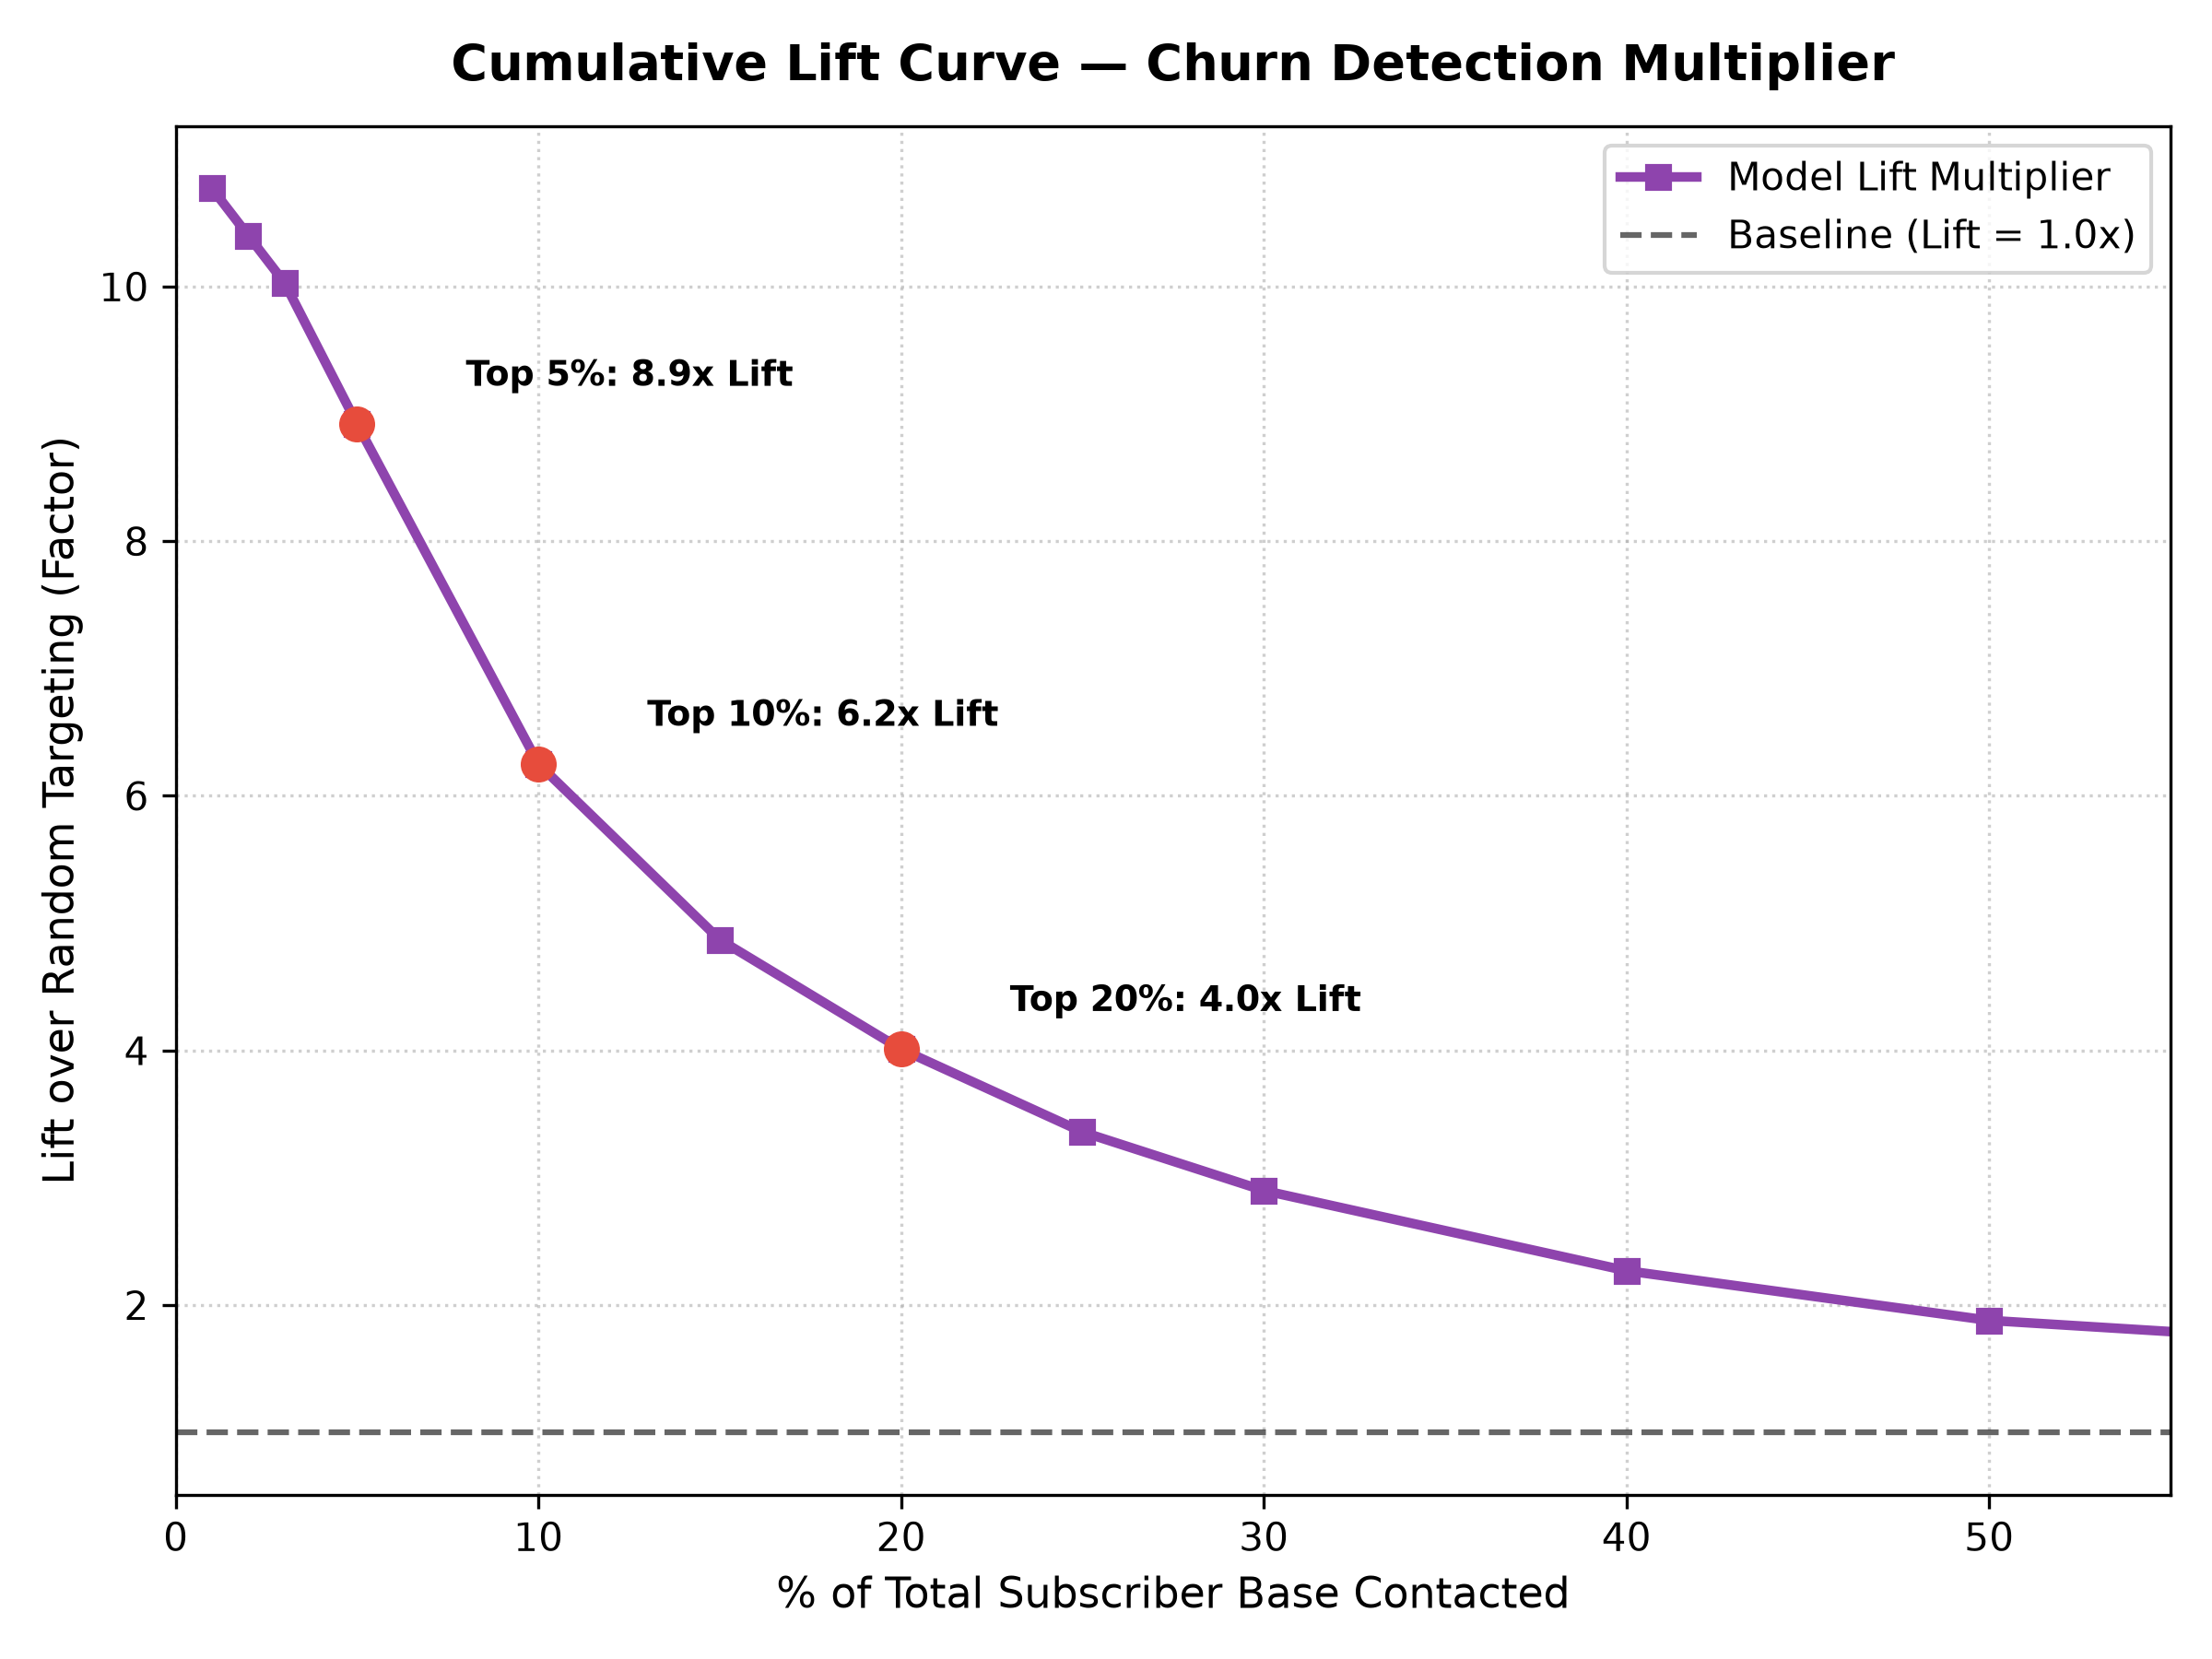 Cumulative Lift Curve — Churn Detection Multiplier
Model Lift Multiplier
Baseline (Lift = 1.0x)
Lift over Random Targeting (Factor)
10
8
6
4
2
Top 5%: 8.9x Lift
Top 10%: 6.2x Lift
Top 20%: 4.0x Lift
0
10
20
30
40
50
% of Total Subscriber Base Contacted